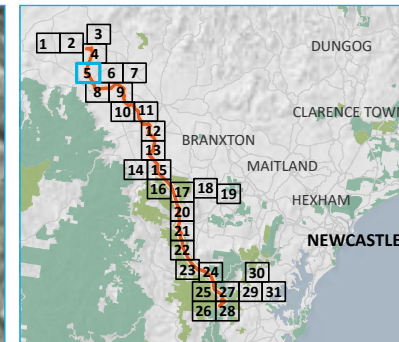 3
DUNGOG
1 2
4
5 6 7
8 9
10 11
CLARENCE TOWN
12
BRANXTON
13
MAITLAND
14 15
16 17 18 19
HEXHAM
20
21
NEWCASTLE
22
23 24 30
25 27 29 31
26 28